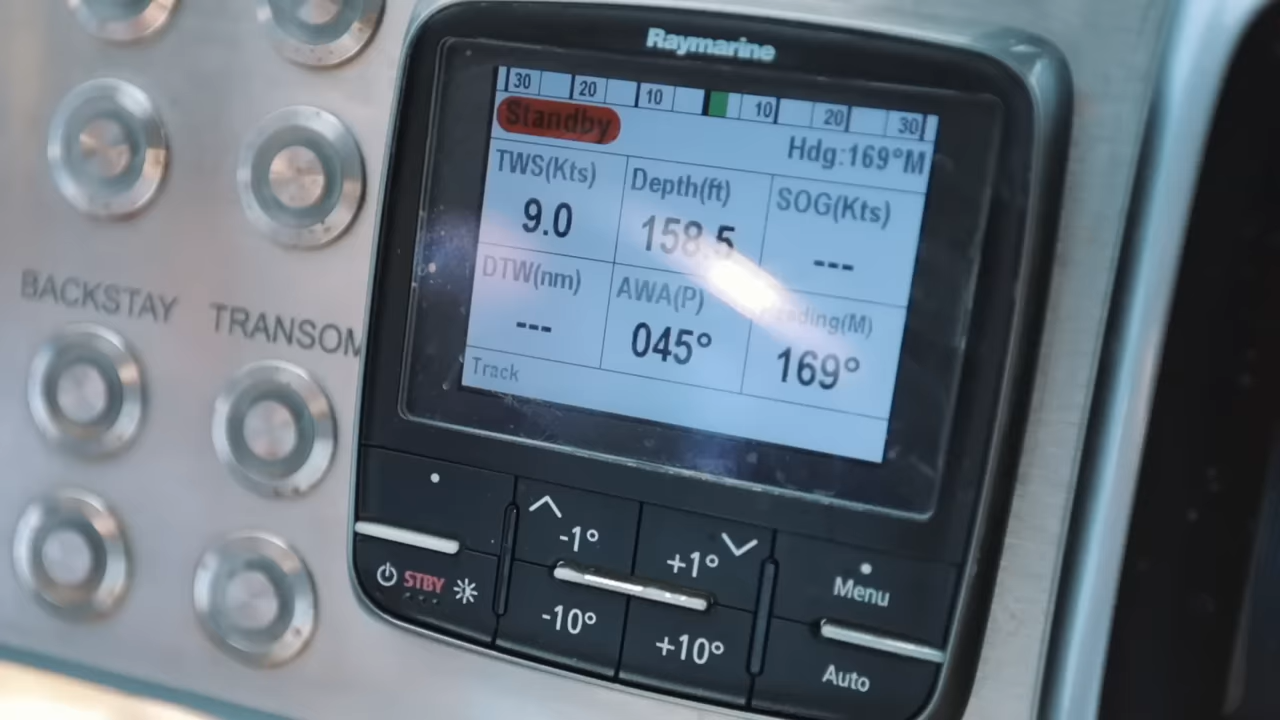 Raymarine
30 20 10 10 20 30
Standby
Hdg:169°M
TWS(Kts) Depth(ft) SOG(Kts)
9.0 158.5 ---
DTW(nm) AWA(P) ading(M)
--- 045° 169°
Track
BACKSTAY TRANSOM
-1° +1° Menu
STBY -10° +10° Auto